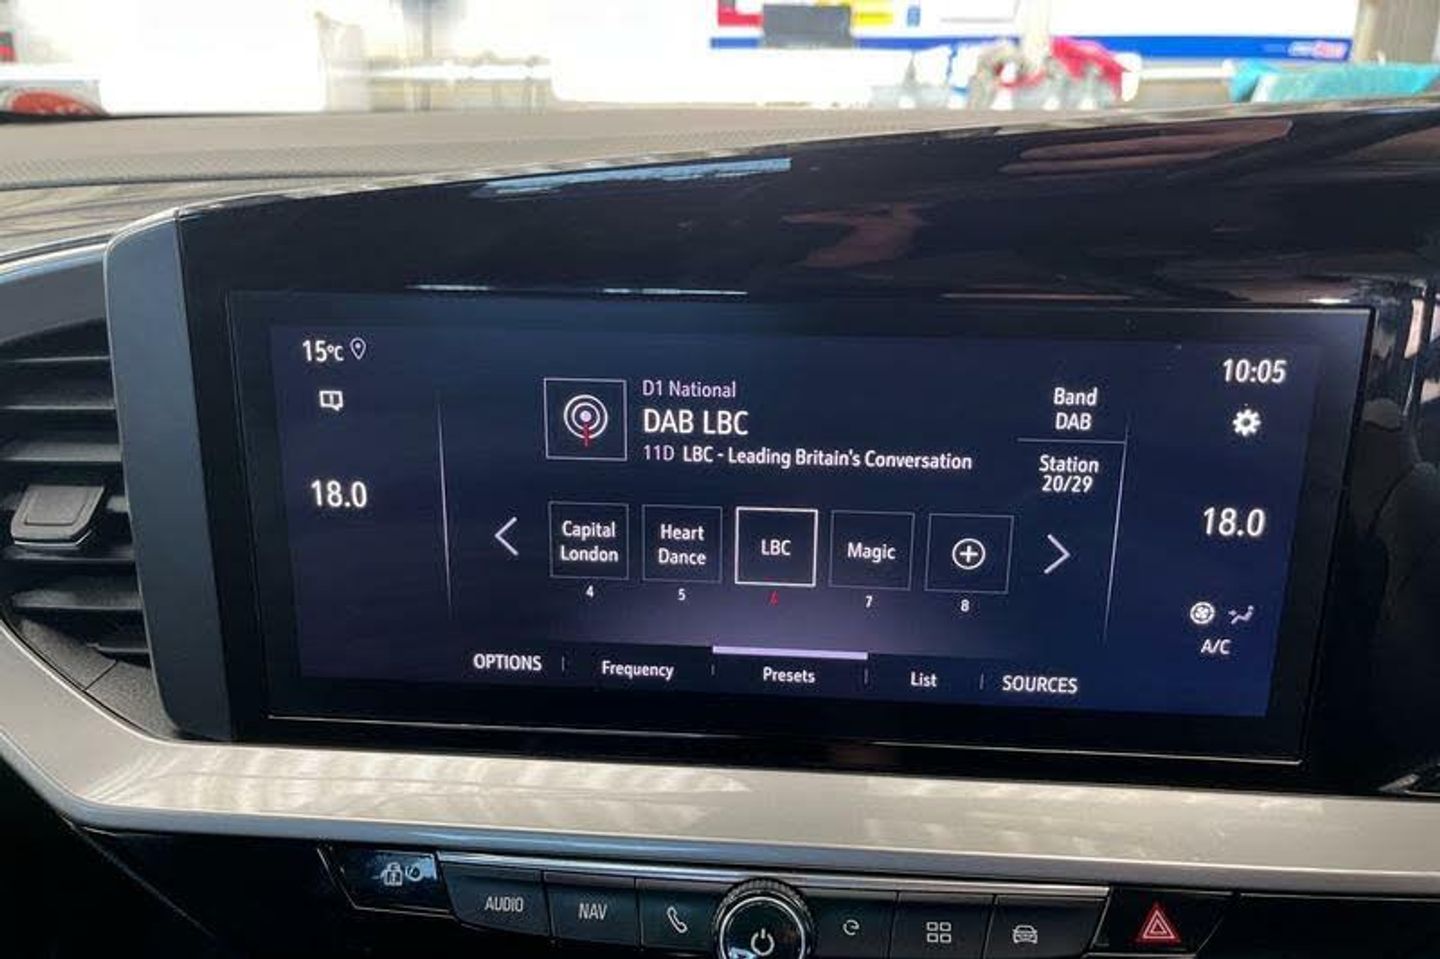 15°C
10:05
D1 National
DAB LBC
11D LBC - Leading Britain's Conversation
Band
DAB
Station
20/29
18.0
18.0
Capital
London
Heart
Dance
LBC
Magic
4
5
7
8
A/C
OPTIONS
Frequency
Presets
List
SOURCES
AUDIO
NAV